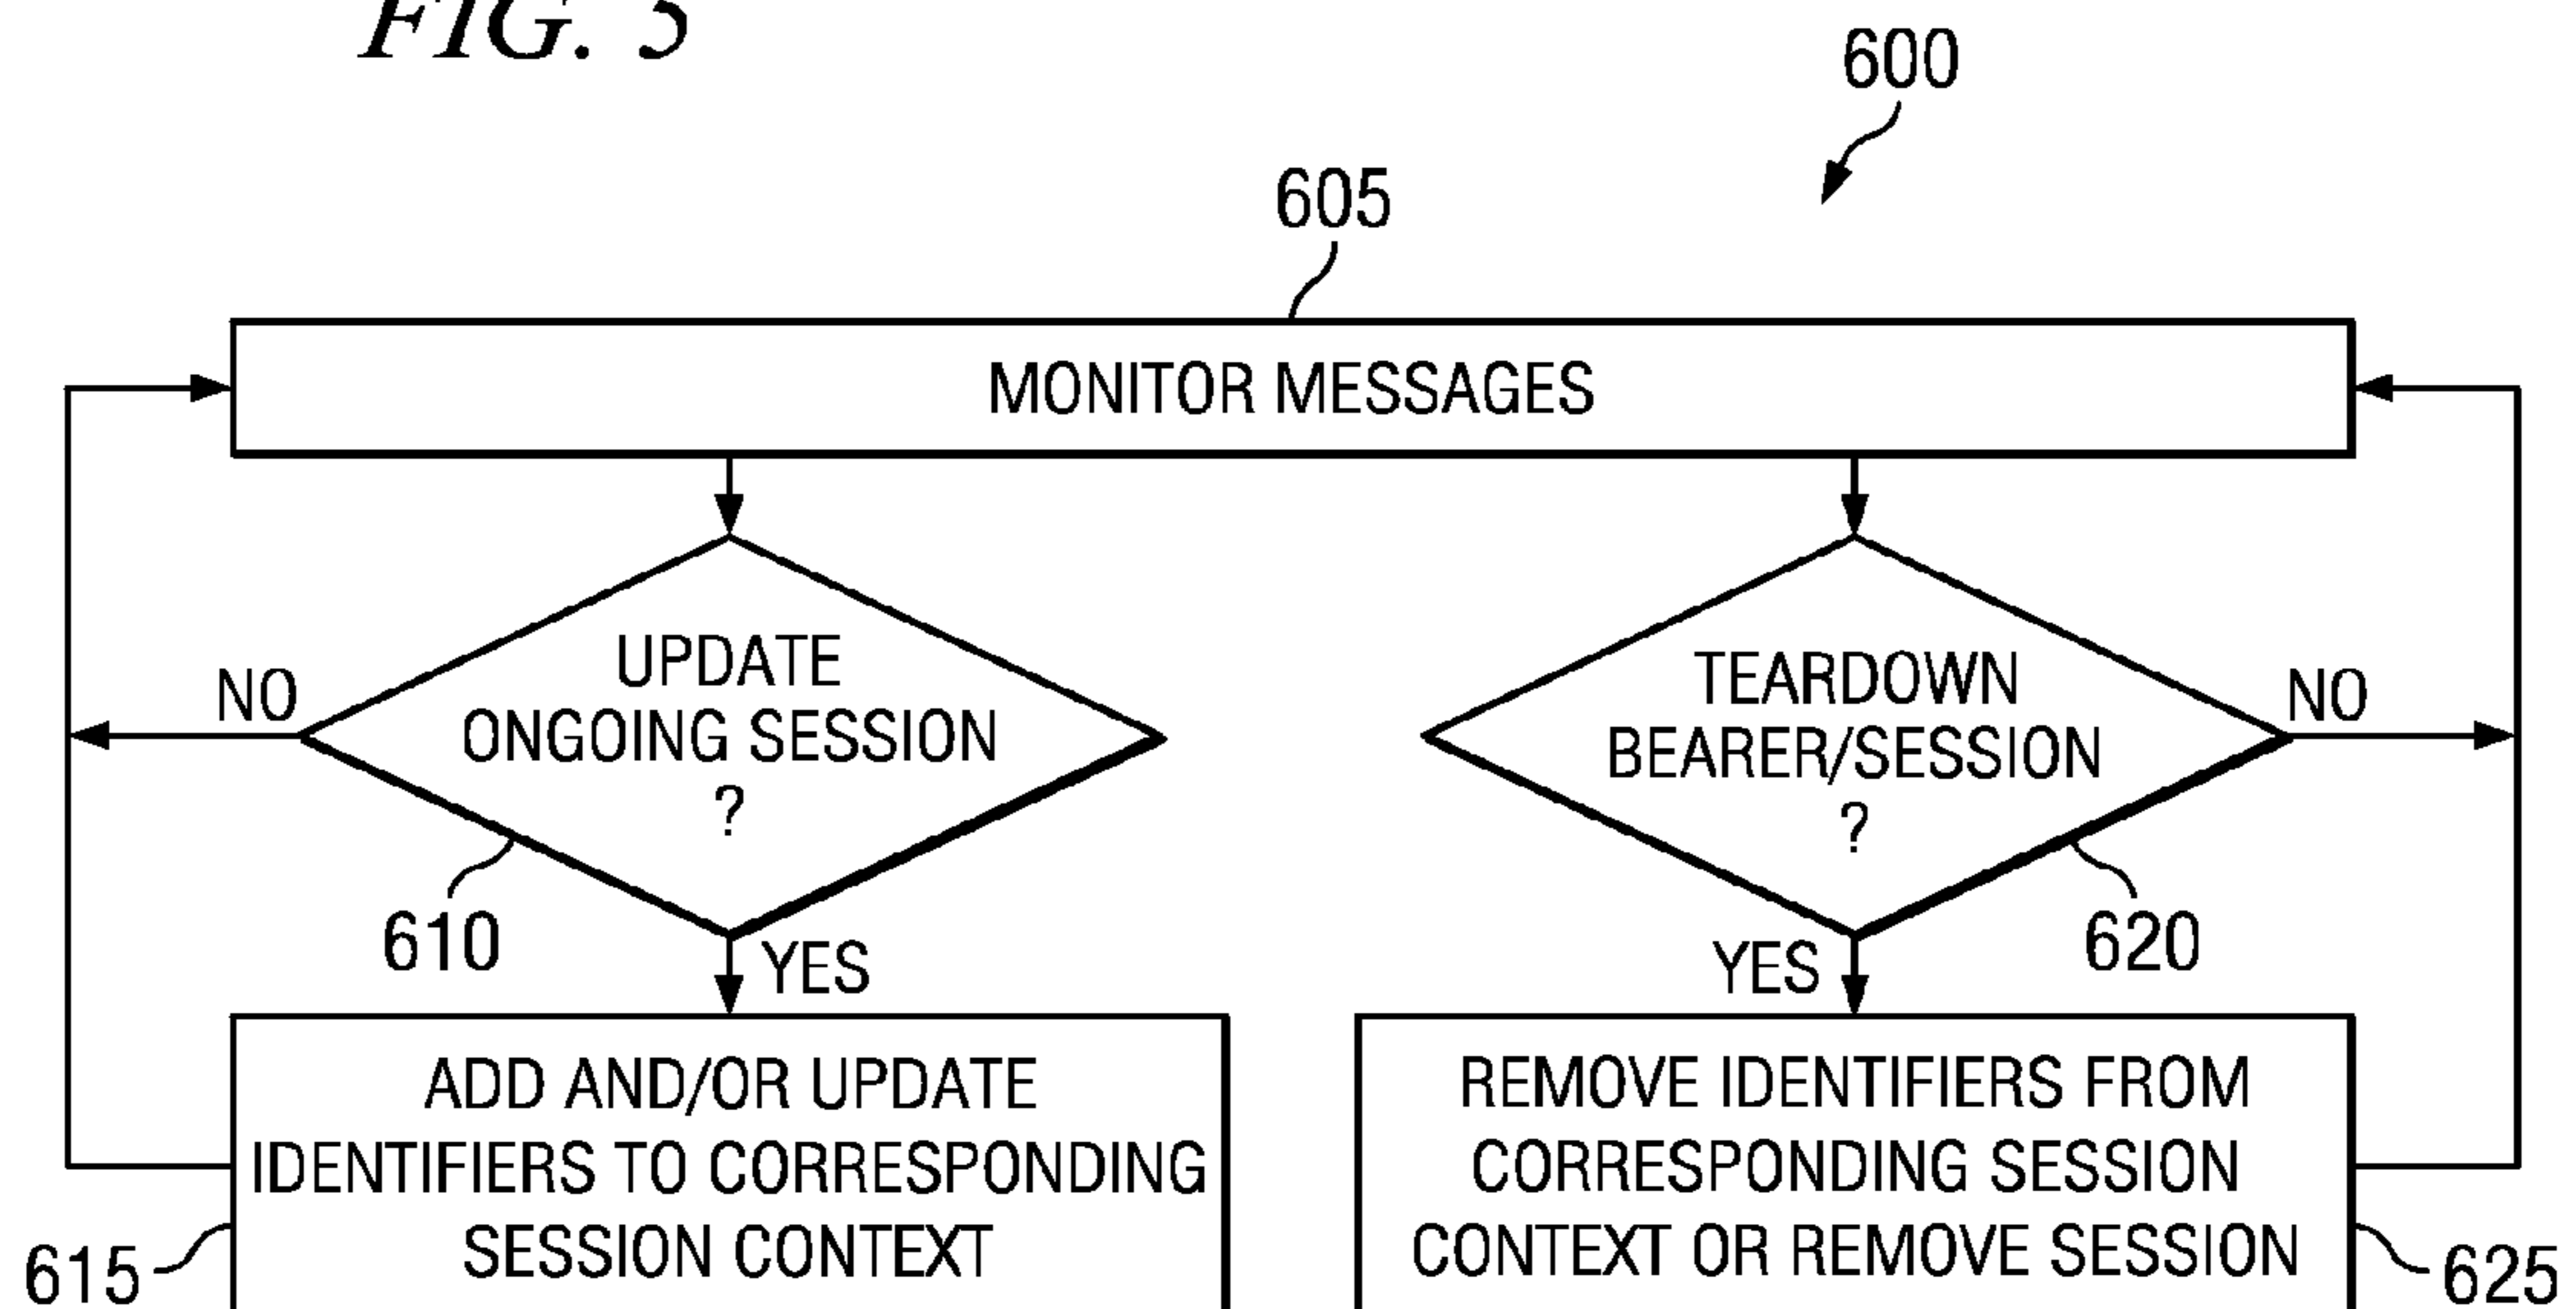 FIG. 5
600
605
MONITOR MESSAGES
UPDATE
ONGOING SESSION
?
NO
610
YES
TEARDOWN
BEARER/SESSION
?
NO
620
YES
ADD AND/OR UPDATE
IDENTIFIERS TO CORRESPONDING
SESSION CONTEXT
615
REMOVE IDENTIFIERS FROM
CORRESPONDING SESSION
CONTEXT OR REMOVE SESSION
625